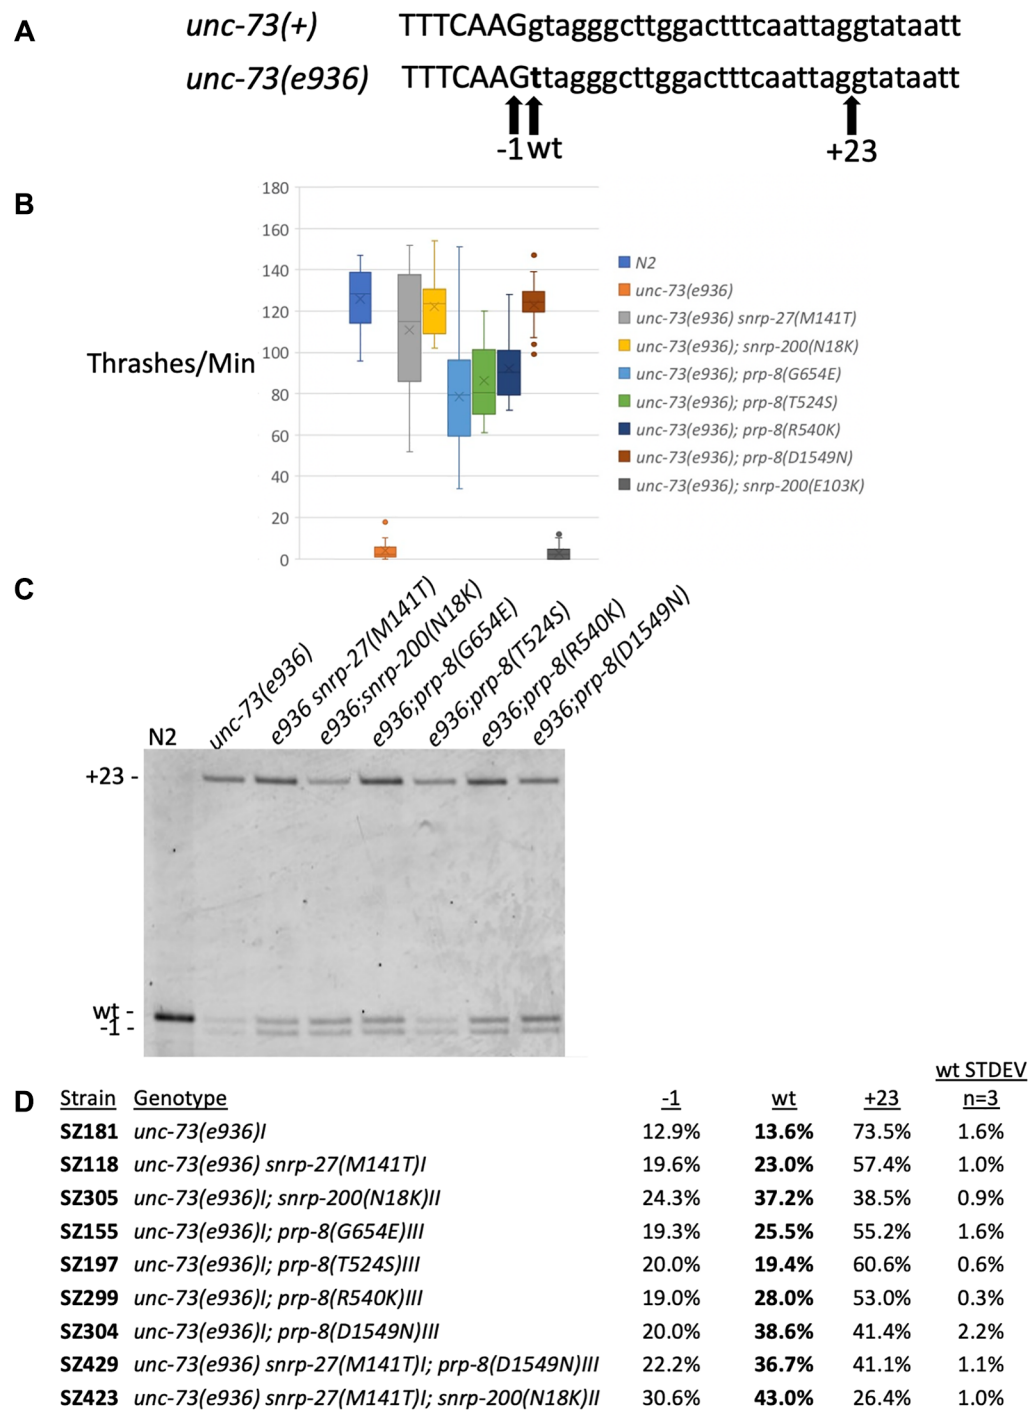 A
unc-73(+) TTTCAAGgtagggcttggactttcaattaggtataatt
unc-73(e936) TTTCAAGttagggcttggactttcaattaggtataatt
-1 wt +23
B
180
160
140
120
100
80
60
40
20
0
Thrashes/Min
N2
unc-73(e936)
unc-73(e936) snrp-27(M141T)
unc-73(e936); snrp-200(N18K)
unc-73(e936); prp-8(G654E)
unc-73(e936); prp-8(T524S)
unc-73(e936); prp-8(R540K)
unc-73(e936); prp-8(D1549N)
unc-73(e936); snrp-200(E103K)
C
N2
unc-73(e936)
e936 snrp-27(M141T)
e936;snrp-200(N18K)
e936;prp-8(G654E)
e936;prp-8(T524S)
e936;prp-8(R540K)
e936;prp-8(D1549N)
+23 -
wt -
-1 -
wt STDEV
D Strain Genotype -1 wt +23 n=3
SZ181 unc-73(e936)I 12.9% 13.6% 73.5% 1.6%
SZ118 unc-73(e936) snrp-27(M141T)I 19.6% 23.0% 57.4% 1.0%
SZ305 unc-73(e936)I; snrp-200(N18K)II 24.3% 37.2% 38.5% 0.9%
SZ155 unc-73(e936)I; prp-8(G654E)III 19.3% 25.5% 55.2% 1.6%
SZ197 unc-73(e936)I; prp-8(T524S)III 20.0% 19.4% 60.6% 0.6%
SZ299 unc-73(e936)I; prp-8(R540K)III 19.0% 28.0% 53.0% 0.3%
SZ304 unc-73(e936)I; prp-8(D1549N)III 20.0% 38.6% 41.4% 2.2%
SZ429 unc-73(e936) snrp-27(M141T)I; prp-8(D1549N)III 22.2% 36.7% 41.1% 1.1%
SZ423 unc-73(e936) snrp-27(M141T)I; snrp-200(N18K)II 30.6% 43.0% 26.4% 1.0%